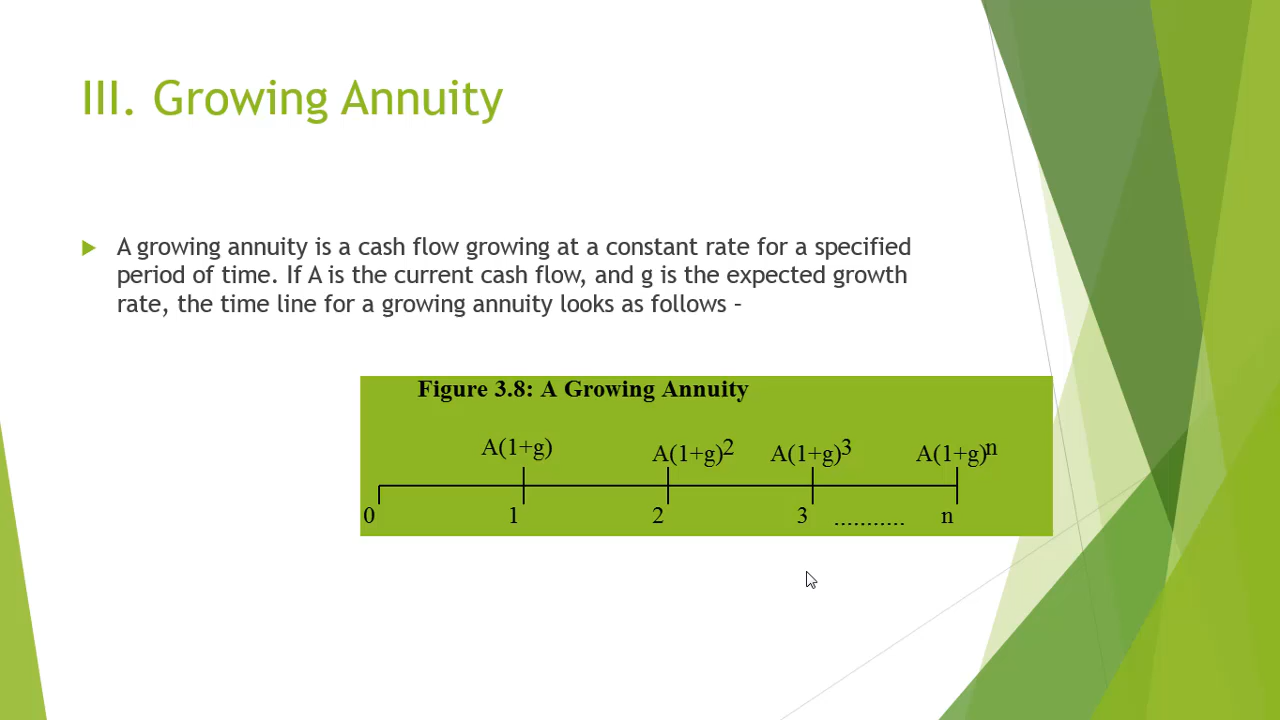 III. Growing Annuity
A growing annuity is a cash flow growing at a constant rate for a specified
period of time. If A is the current cash flow, and g is the expected growth
rate, the time line for a growing annuity looks as follows –
Figure 3.8: A Growing Annuity
A(1+g) A(1+g)2 A(1+g)3 A(1+g)n
0 1 2 3 ........... n